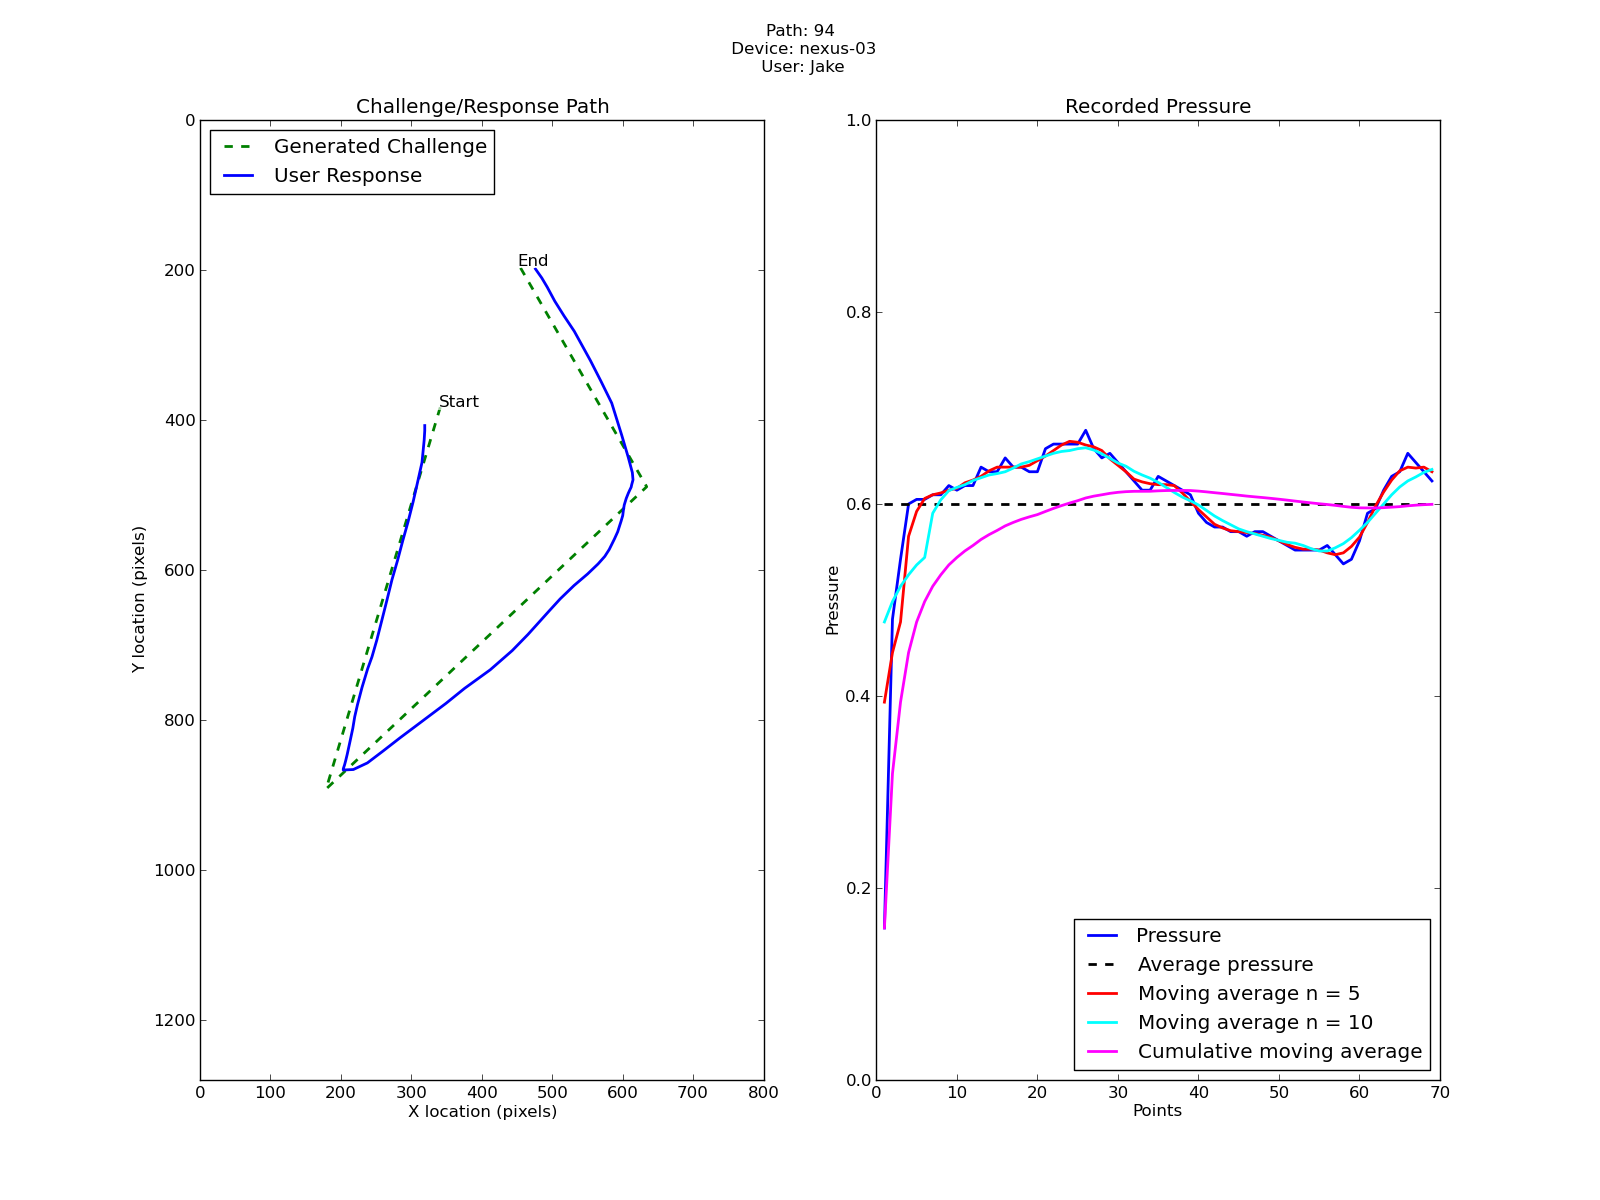 Path: 94
Device: nexus-03
User: Jake
Challenge/Response Path
Generated Challenge
User Response
End
Start
0
200
400
600
800
1000
1200
Y location (pixels)
0 100 200 300 400 500 600 700 800
X location (pixels)
Recorded Pressure
1.0
0.8
0.6
0.4
0.2
0.0
Pressure
Pressure
Average pressure
Moving average n = 5
Moving average n = 10
Cumulative moving average
0 10 20 30 40 50 60 70
Points